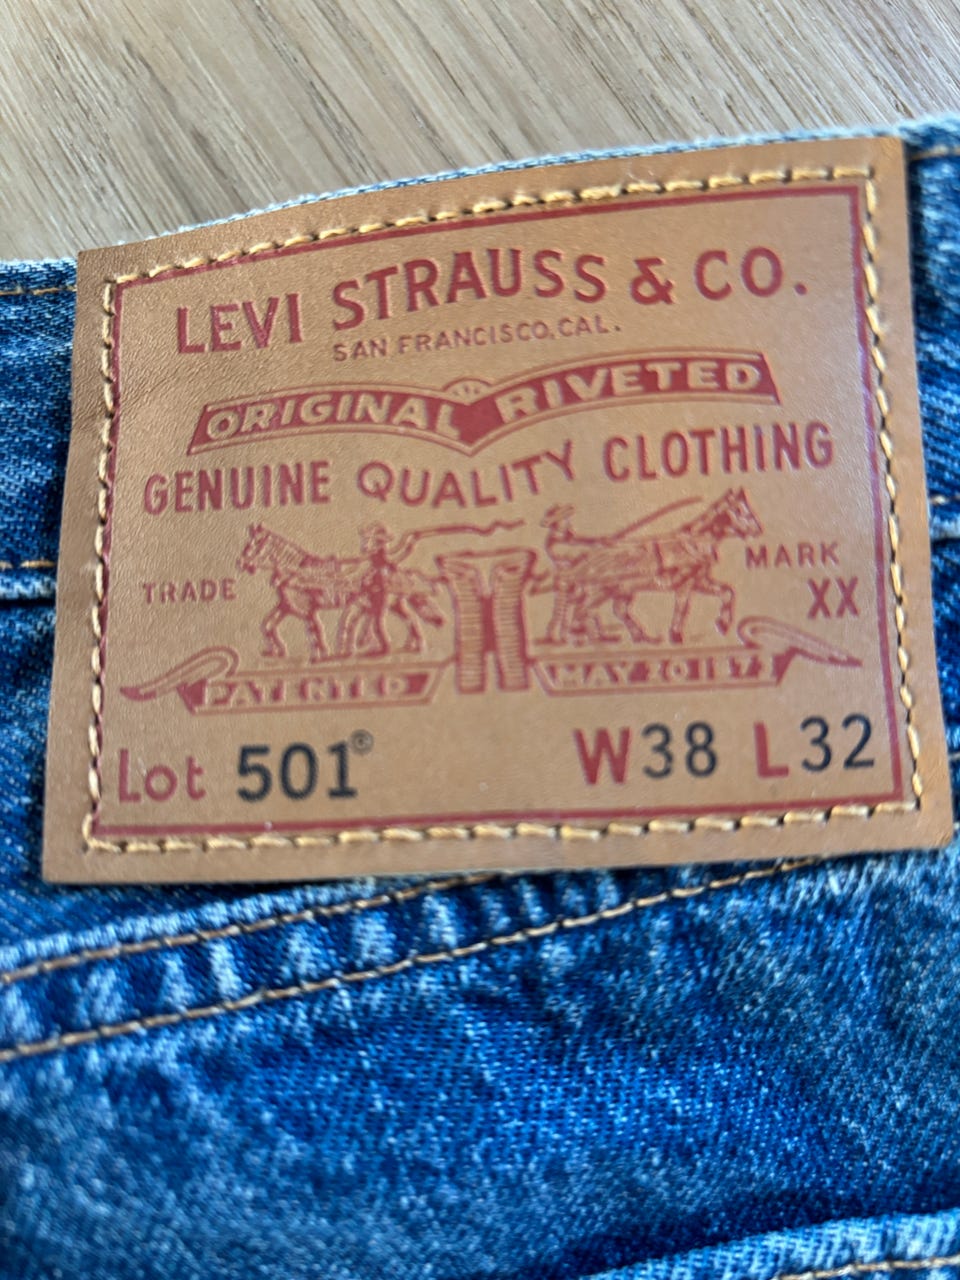 LEVI STRAUSS & CO.
SAN FRANCISCO, CAL.
ORIGINAL RIVETED
GENUINE QUALITY CLOTHING
TRADE MARK
XX
PATENTED MAY 20 1873
Lot 501© W38 L32